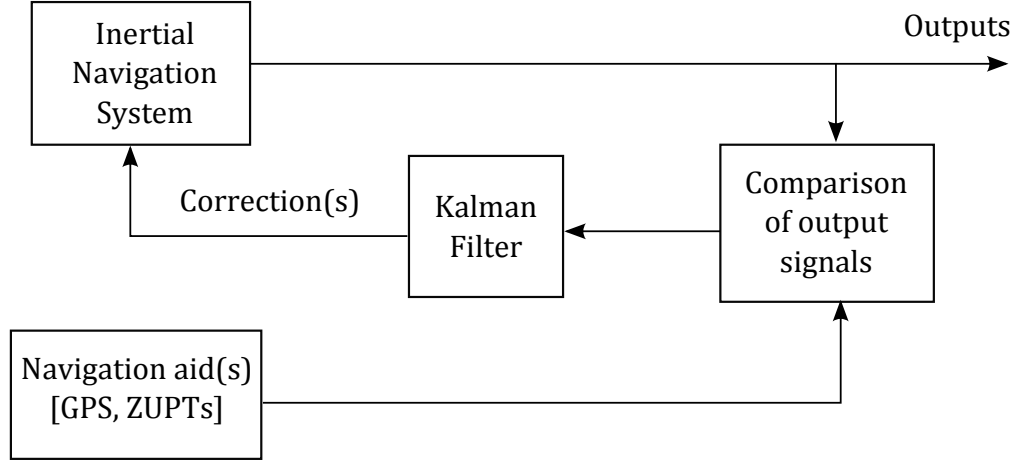 Inertial
Navigation
System
Outputs
Correction(s)
Kalman
Filter
Comparison
of output
signals
Navigation aid(s)
[GPS, ZUPTs]